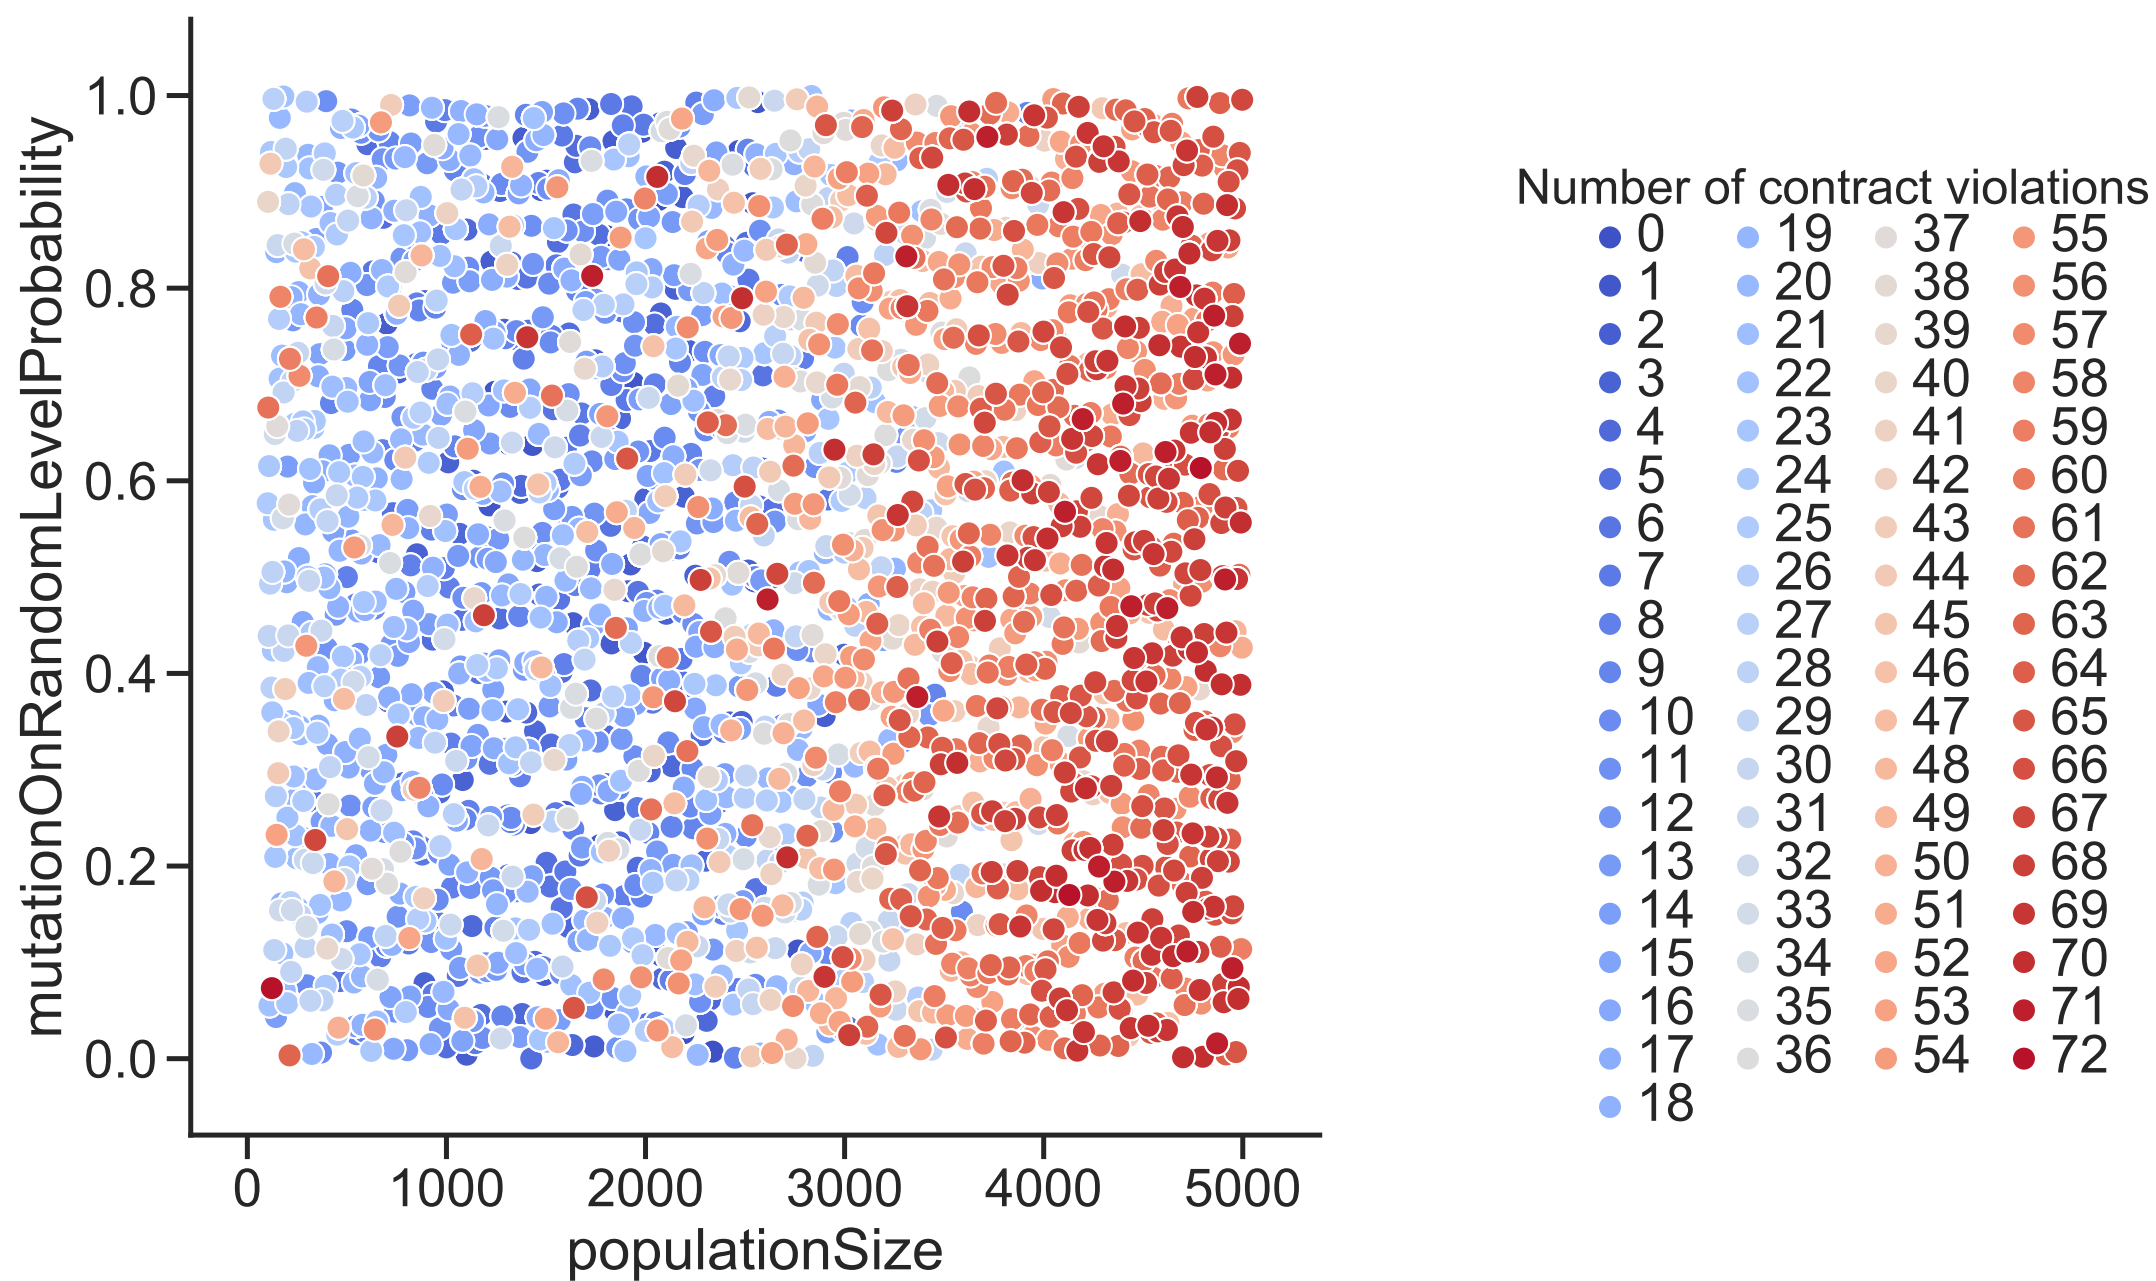 mutationOnRandomLevelProbability
1.0
0.8
0.6
0.4
0.2
0.0
0 1000 2000 3000 4000 5000
populationSize
Number of contract violations
0 19 37 55
1 20 38 56
2 21 39 57
3 22 40 58
4 23 41 59
5 24 42 60
6 25 43 61
7 26 44 62
8 27 45 63
9 28 46 64
10 29 47 65
11 30 48 66
12 31 49 67
13 32 50 68
14 33 51 69
15 34 52 70
16 35 53 71
17 36 54 72
18